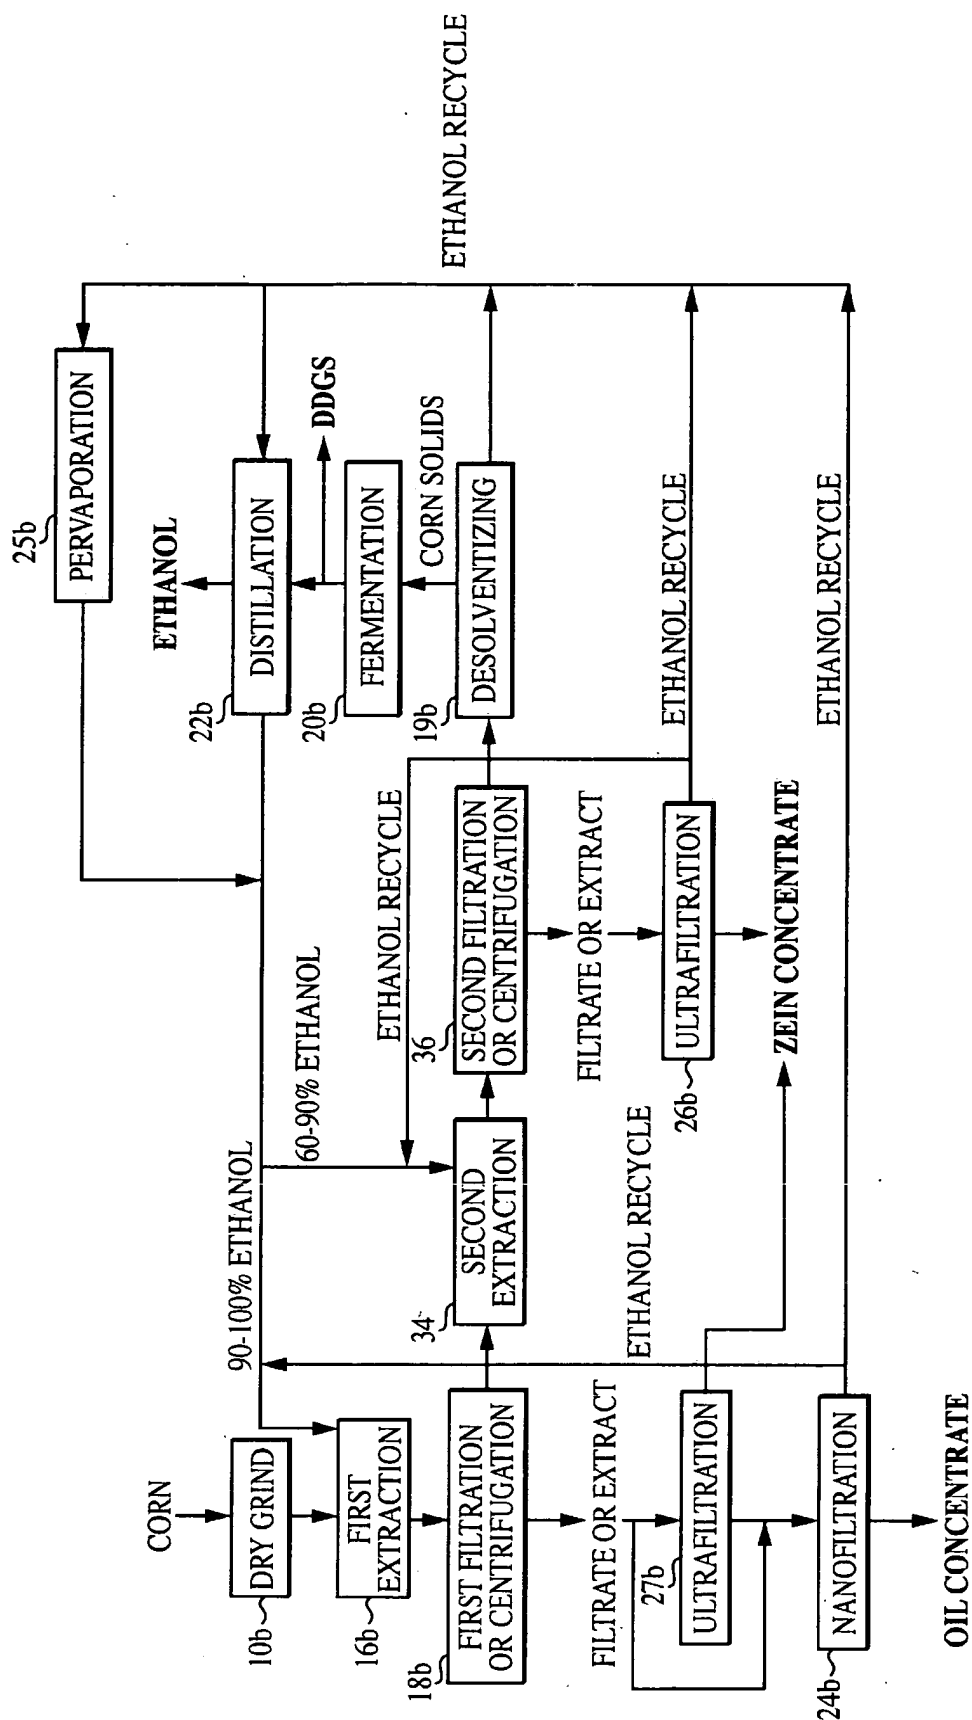 CORN
10b
DRY GRIND
16b
FIRST
EXTRACTION
18b
FIRST FILTRATION
OR CENTRIFUGATION
FILTRATE OR EXTRACT
27b
ULTRAFILTRATION
24b
NANOFILTRATION
OIL CONCENTRATE
90-100% ETHANOL
60-90% ETHANOL
ETHANOL RECYCLE
34
SECOND
EXTRACTION
ETHANOL RECYCLE
36
SECOND FILTRATION
OR CENTRIFUGATION
FILTRATE OR EXTRACT
26b
ULTRAFILTRATION
ZEIN CONCENTRATE
25b
PERVAPORATION
ETHANOL
22b
DISTILLATION
DDGS
20b
FERMENTATION
CORN SOLIDS
19b
DESOLVENTIZING
ETHANOL RECYCLE
ETHANOL RECYCLE
ETHANOL RECYCLE